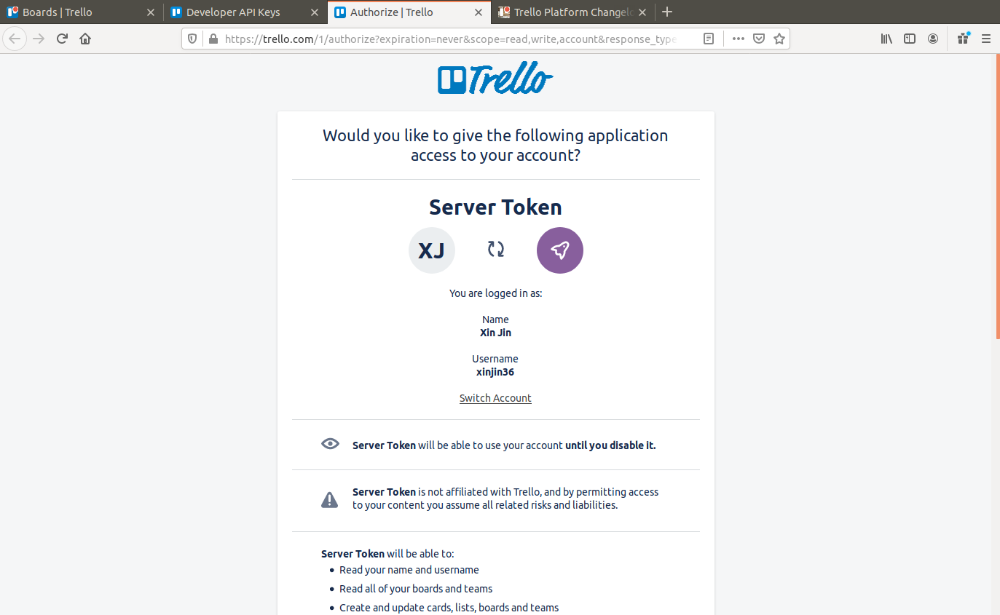 Boards | Trello
Developer API Keys
Authorize | Trello
Trello Platform Changelo
https://trello.com/1/authorize?expiration=never&scope=read,write,account&response_type
Trello
Would you like to give the following application
access to your account?
Server Token
XJ
You are logged in as:
Name
Xin Jin
Username
xinjin36
Switch Account
Server Token will be able to use your account until you disable it.
Server Token is not affiliated with Trello, and by permitting access
to your content you assume all related risks and liabilities.
Server Token will be able to:
• Read your name and username
• Read all of your boards and teams
• Create and update cards, lists, boards and teams